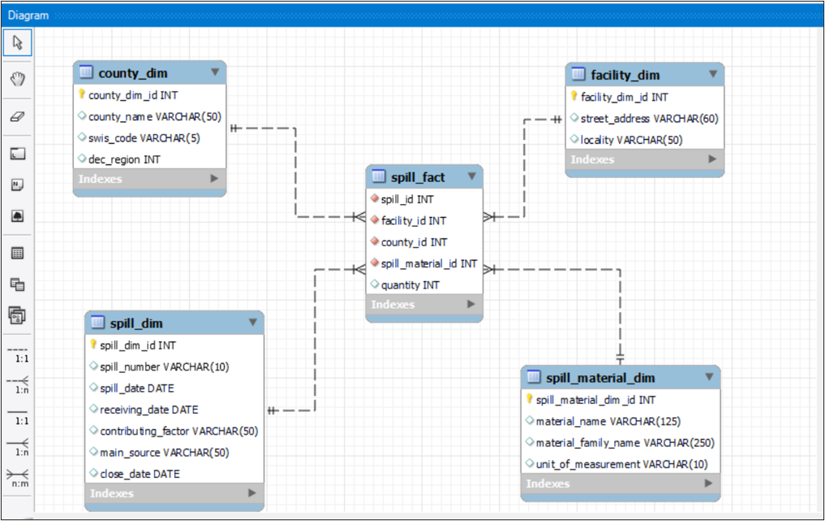 Diagram
county_dim
county_dim_id INT
county_name VARCHAR(50)
swis_code VARCHAR(5)
dec_region INT
Indexes
facility_dim
facility_dim_id INT
street_address VARCHAR(60)
locality VARCHAR(50)
Indexes
spill_fact
spill_id INT
facility_id INT
county_id INT
spill_material_id INT
quantity INT
Indexes
spill_dim
spill_dim_id INT
spill_number VARCHAR(10)
spill_date DATE
receiving_date DATE
contributing_factor VARCHAR(50)
main_source VARCHAR(50)
close_date DATE
Indexes
spill_material_dim
spill_material_dim_id INT
material_name VARCHAR(125)
material_family_name VARCHAR(250)
unit_of_measurement VARCHAR(10)
Indexes
1:1
1:n
1:1
1:n
n:m